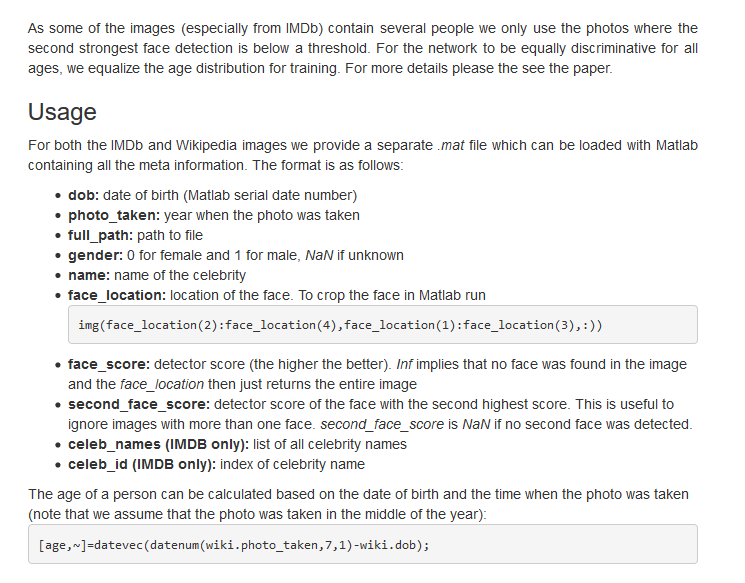 As some of the images (especially from IMDb) contain several people we only use the photos where the
second strongest face detection is below a threshold. For the network to be equally discriminative for all
ages, we equalize the age distribution for training. For more details please the see the paper.
Usage
For both the IMDb and Wikipedia images we provide a separate .mat file which can be loaded with Matlab
containing all the meta information. The format is as follows:
• dob: date of birth (Matlab serial date number)
• photo_taken: year when the photo was taken
• full_path: path to file
• gender: 0 for female and 1 for male, NaN if unknown
• name: name of the celebrity
• face_location: location of the face. To crop the face in Matlab run
img(face_location(2):face_location(4),face_location(1):face_location(3),:))
• face_score: detector score (the higher the better). Inf implies that no face was found in the image
and the face_location then just returns the entire image
• second_face_score: detector score of the face with the second highest score. This is useful to
ignore images with more than one face. second_face_score is NaN if no second face was detected.
• celeb_names (IMDB only): list of all celebrity names
• celeb_id (IMDB only): index of celebrity name
The age of a person can be calculated based on the date of birth and the time when the photo was taken
(note that we assume that the photo was taken in the middle of the year):
[age,~]=datevec(datenum(wiki.photo_taken,7,1)-wiki.dob);